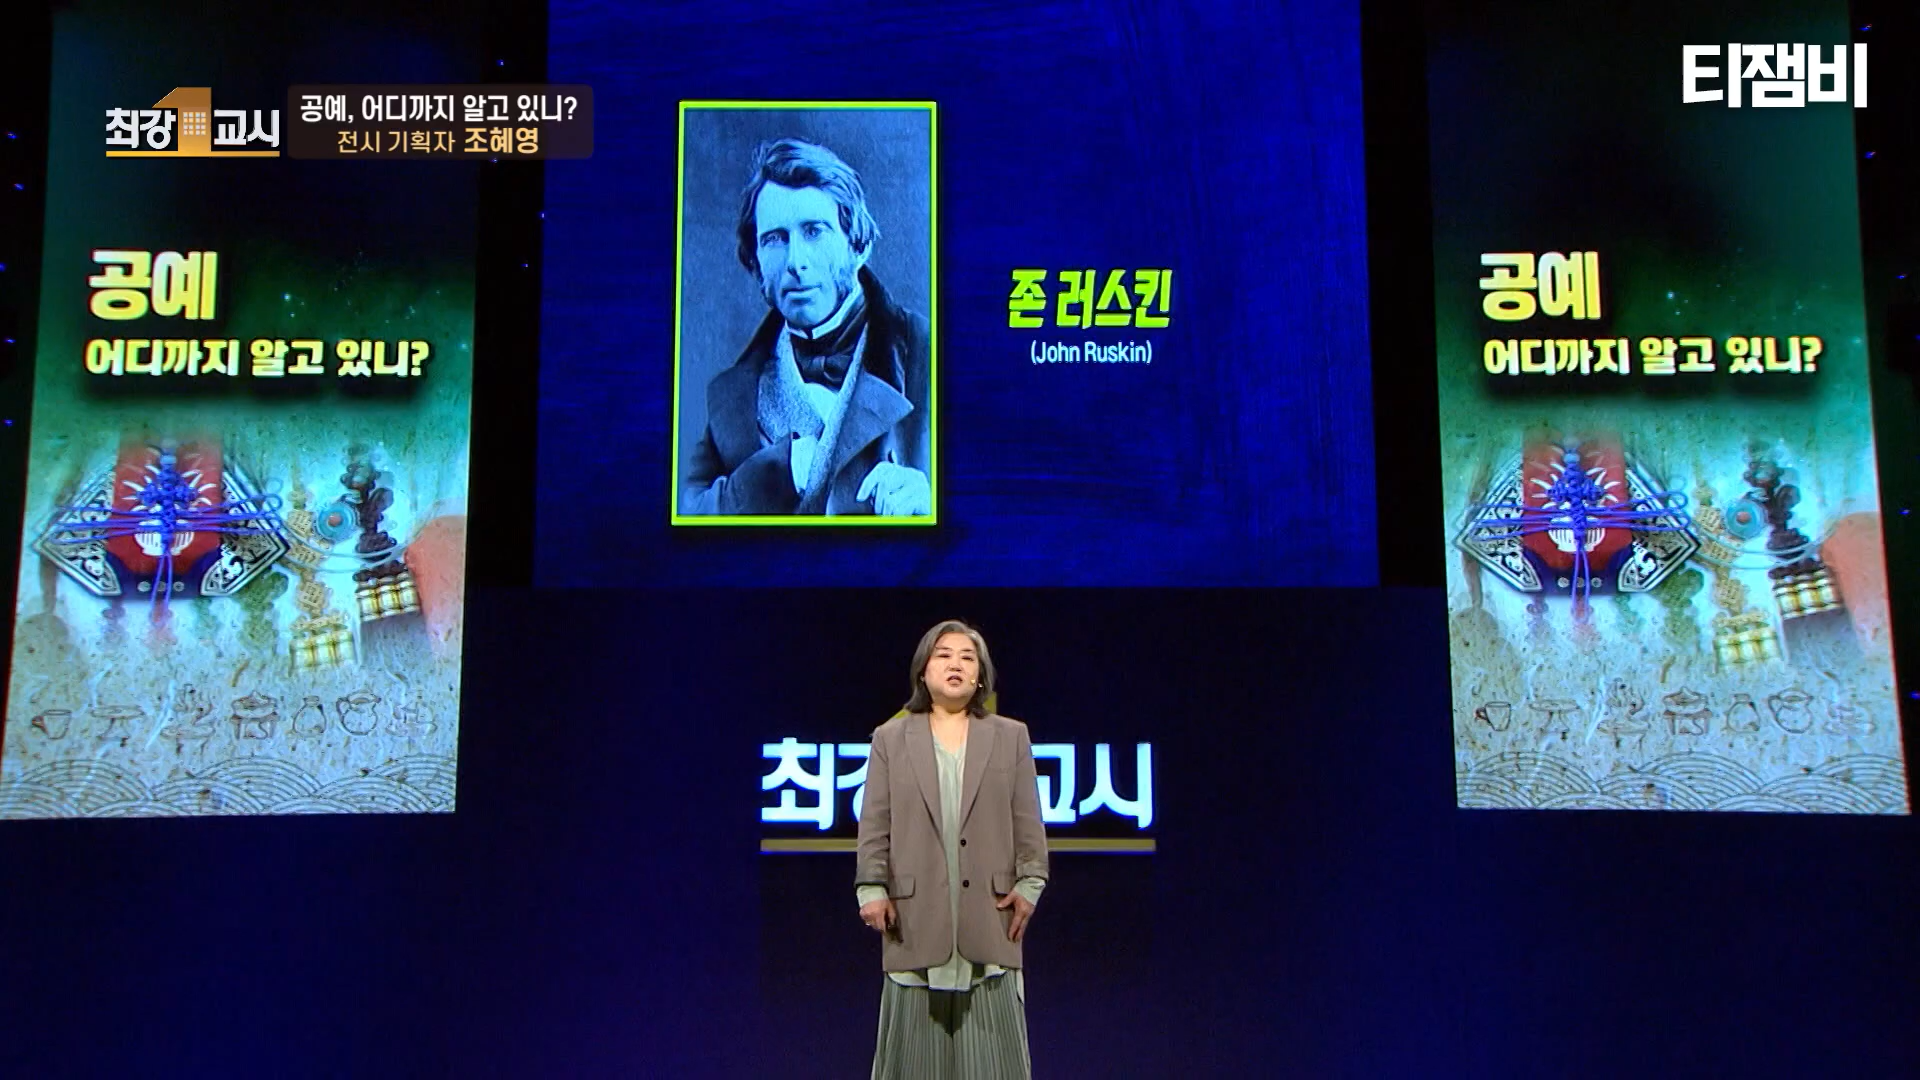 최강1교시
공예, 어디까지 알고 있니?
전시 기획자 조혜영
티잼비
공예
어디까지 알고 있니?
존 러스킨
(John Ruskin)
공예
어디까지 알고 있니?
최강 교시